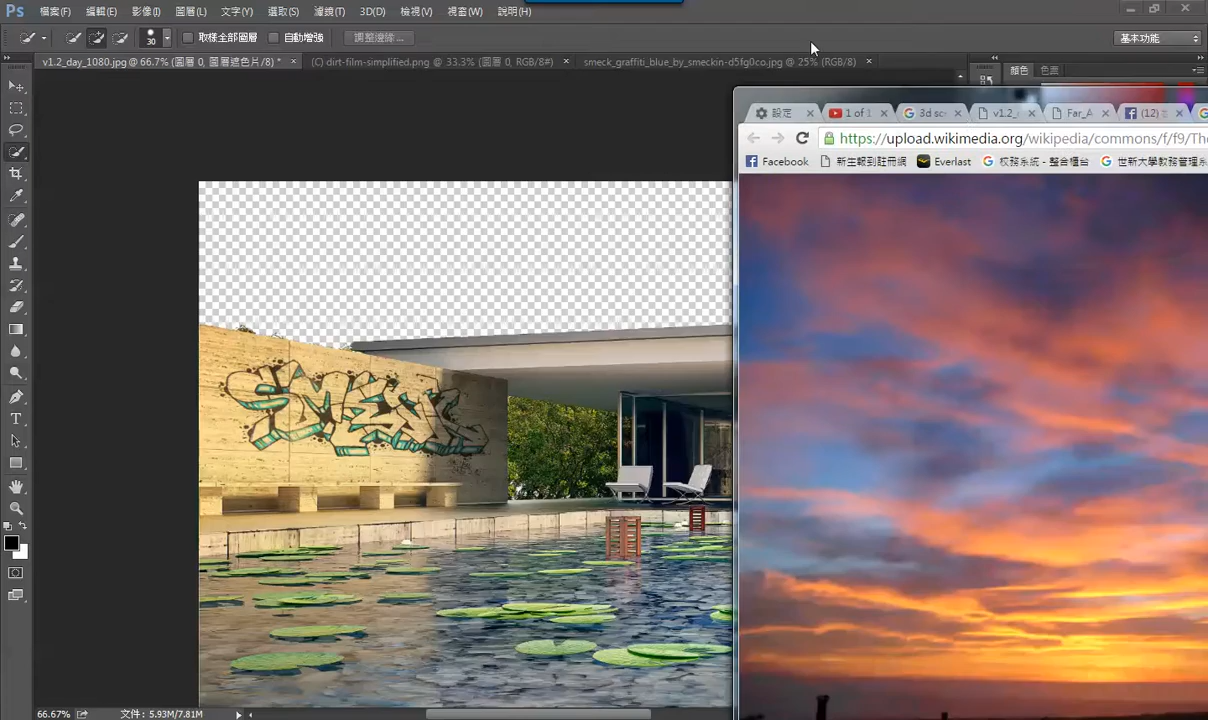 Ps 檔案(F) 編輯(E) 影像(I) 圖層(L) 文字(Y) 選取(S) 濾鏡(T) 3D(D) 檢視(V) 視窗(W) 說明(H)
30 取樣全部圖層 自動增強 調整邊緣... 基本功能
v1.2_day_1080.jpg @ 66.7% (圖層 0, 圖層遮色片/8) * × (C) dirt-film-simplified.png @ 33.3% (圖層 0, RGB/8#) × smeck_graffiti_blue_by_smeckin-d5fg0co.jpg @ 25% (RGB/8) ×
顏色 色票
設定 × 1 of 1 × 3d sc × v1.2_ × Far_A × (12)
https://upload.wikimedia.org/wikipedia/commons/f/f9/Th
Facebook 新生報到註冊網 Everlast 校務系統 - 整合櫃台 世新大學教務管理系
66.67% 文件: 5.93M/7.81M